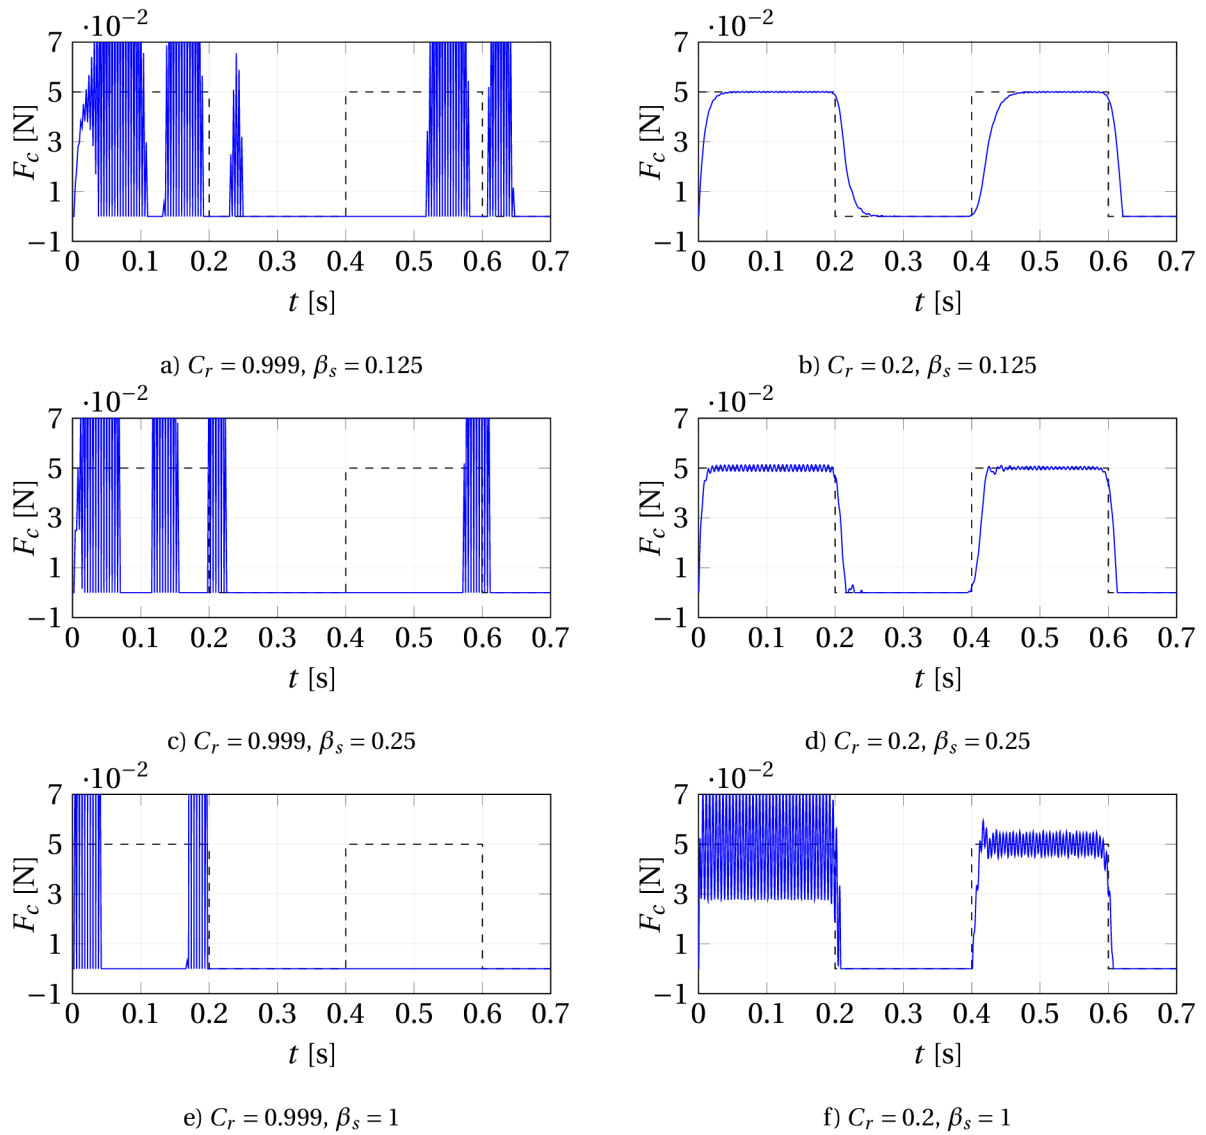 ·10⁻² ·10⁻²
7 7
5 5
3 3
1 1
−1 −1
F_c [N] F_c [N]
0 0.1 0.2 0.3 0.4 0.5 0.6 0.7 0 0.1 0.2 0.3 0.4 0.5 0.6 0.7
t [s] t [s]
a) C_r = 0.999, β_s = 0.125 b) C_r = 0.2, β_s = 0.125
·10⁻² ·10⁻²
7 7
5 5
3 3
1 1
−1 −1
F_c [N] F_c [N]
0 0.1 0.2 0.3 0.4 0.5 0.6 0.7 0 0.1 0.2 0.3 0.4 0.5 0.6 0.7
t [s] t [s]
c) C_r = 0.999, β_s = 0.25 d) C_r = 0.2, β_s = 0.25
·10⁻² ·10⁻²
7 7
5 5
3 3
1 1
−1 −1
F_c [N] F_c [N]
0 0.1 0.2 0.3 0.4 0.5 0.6 0.7 0 0.1 0.2 0.3 0.4 0.5 0.6 0.7
t [s] t [s]
e) C_r = 0.999, β_s = 1 f) C_r = 0.2, β_s = 1